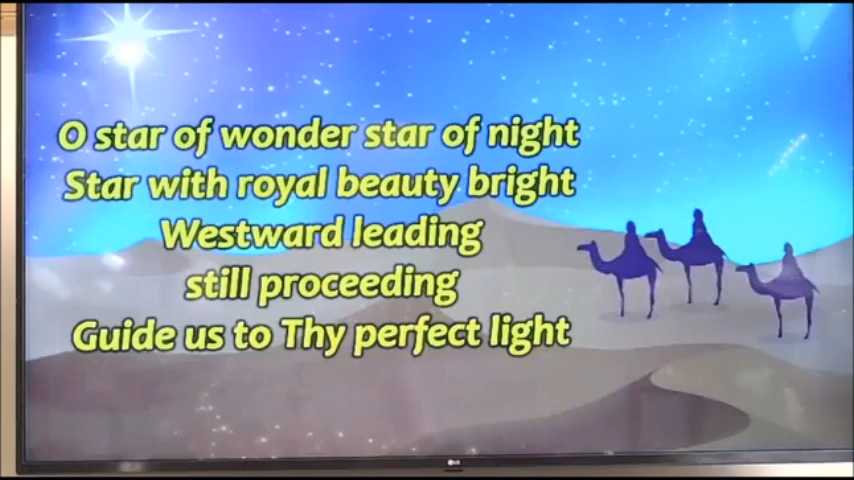 O star of wonder star of night
Star with royal beauty bright
Westward leading
still proceeding
Guide us to Thy perfect light
LG